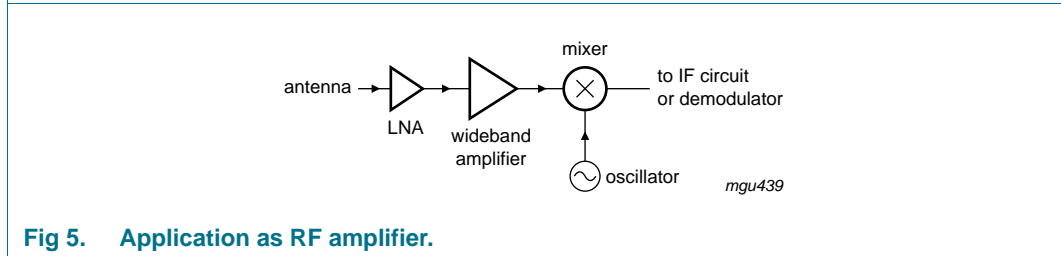 mixer
antenna
to IF circuit
or demodulator
LNA
wideband
amplifier
oscillator
mgu439
Fig 5. Application as RF amplifier.